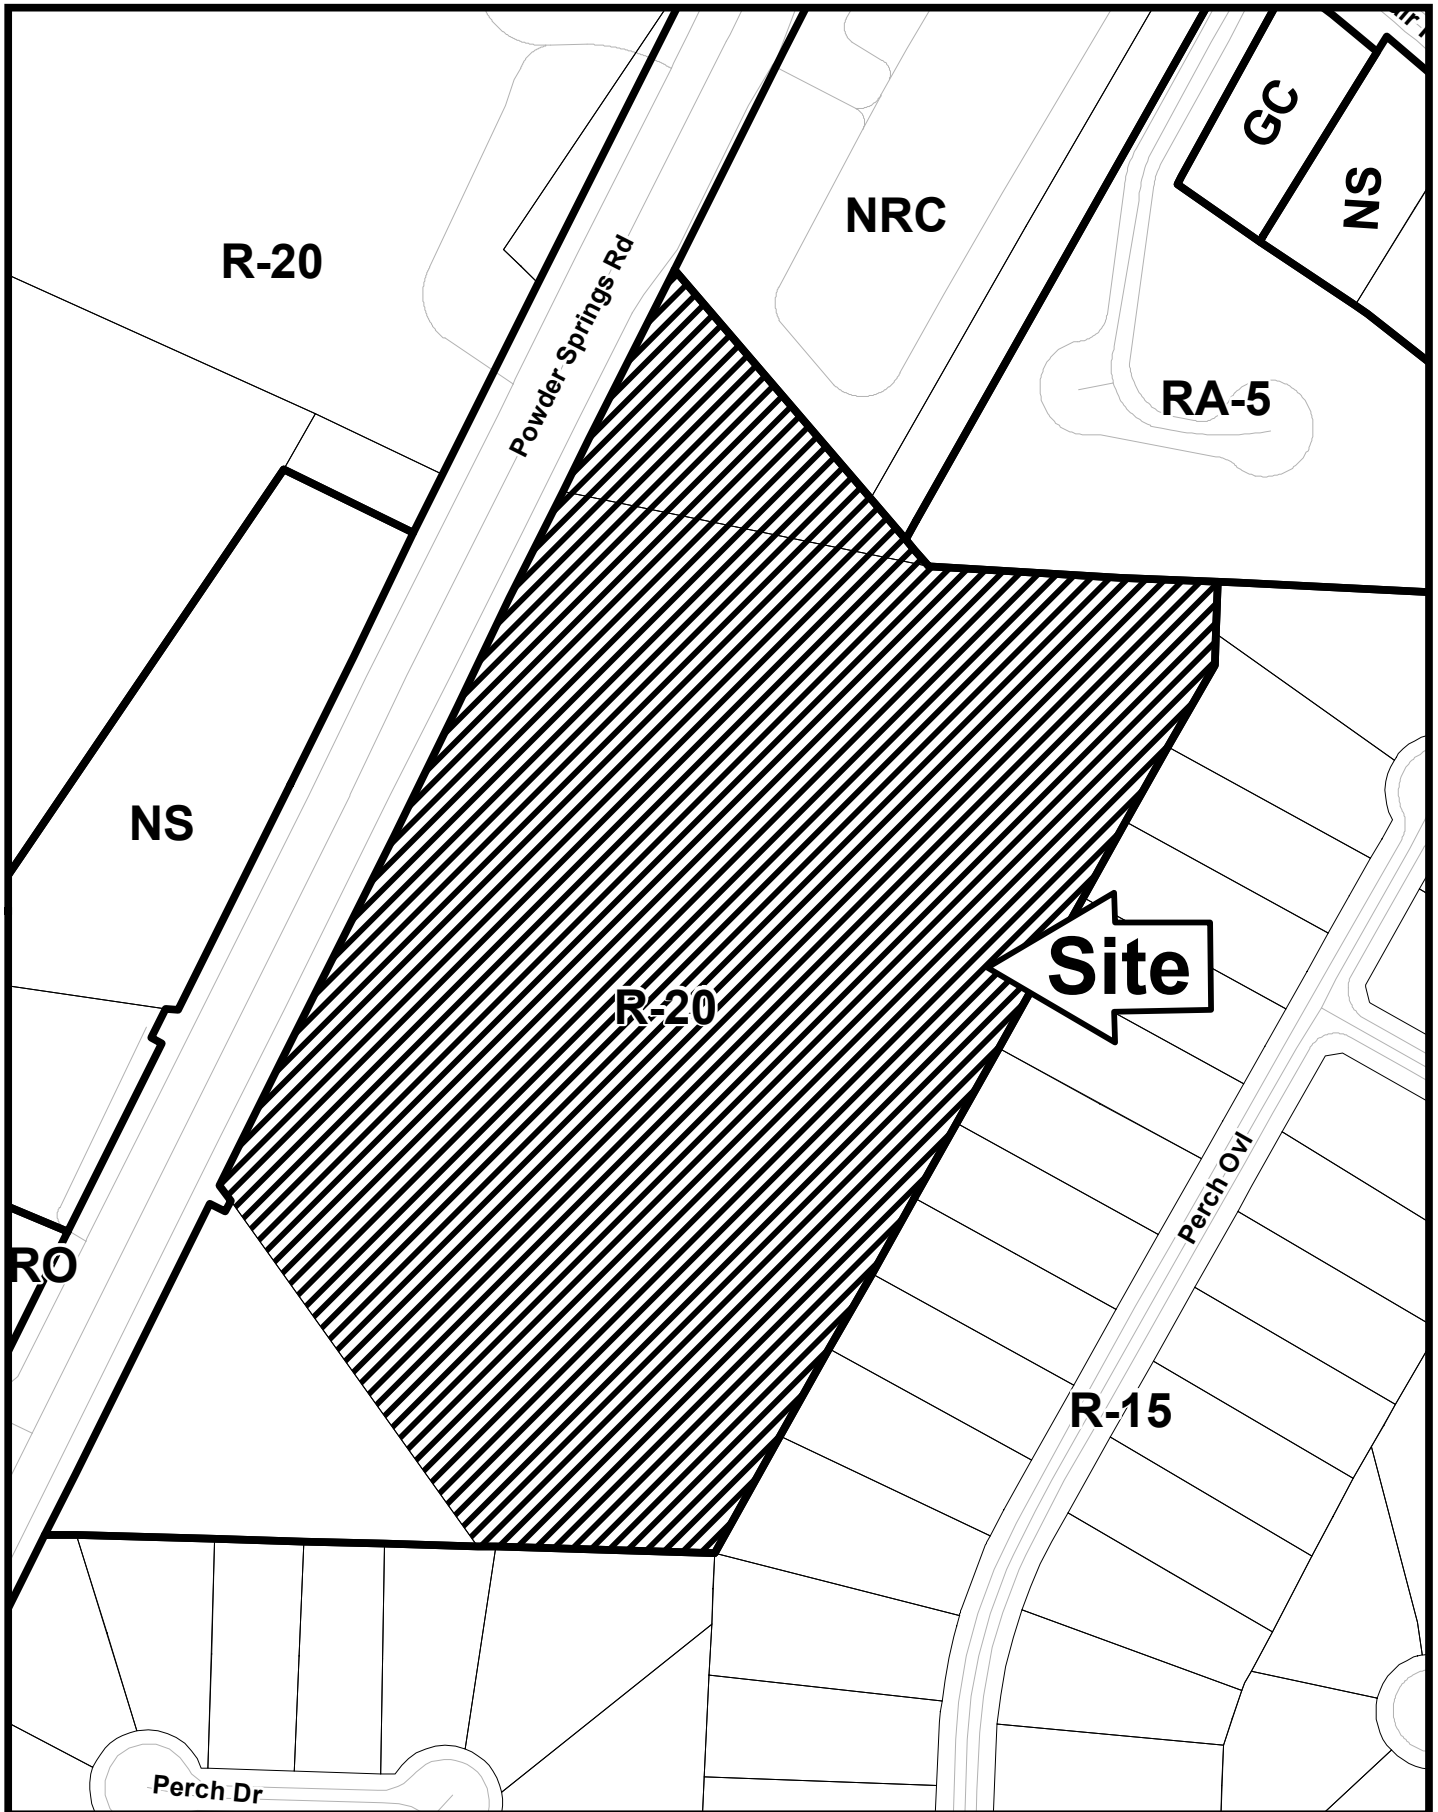 GC
NS
NRC
R-20
Powder Springs Rd
RA-5
NS
Site
R-20
Perch Ovl
RO
R-15
Perch Dr